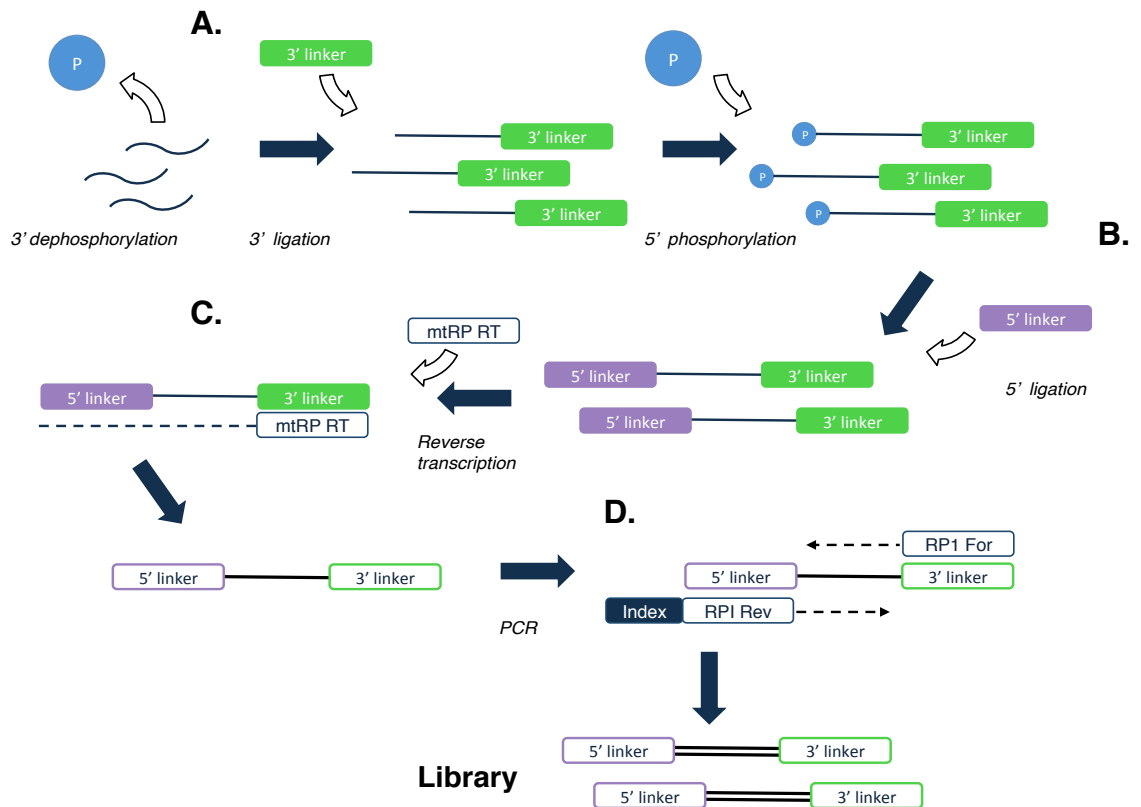 A.
P
3' linker
P
3' linker
3' linker
3' linker
P
3' linker
P
3' linker
P
3' linker
3' dephosphorylation
3' ligation
5' phosphorylation
B.
C.
mtRP RT
5' linker
5' linker
3' linker
5' linker
3' linker
5' ligation
5' linker
3' linker
mtRP RT
Reverse
transcription
D.
RP1 For
5' linker
3' linker
5' linker
3' linker
Index
RPI Rev
PCR
5' linker
3' linker
Library
5' linker
3' linker